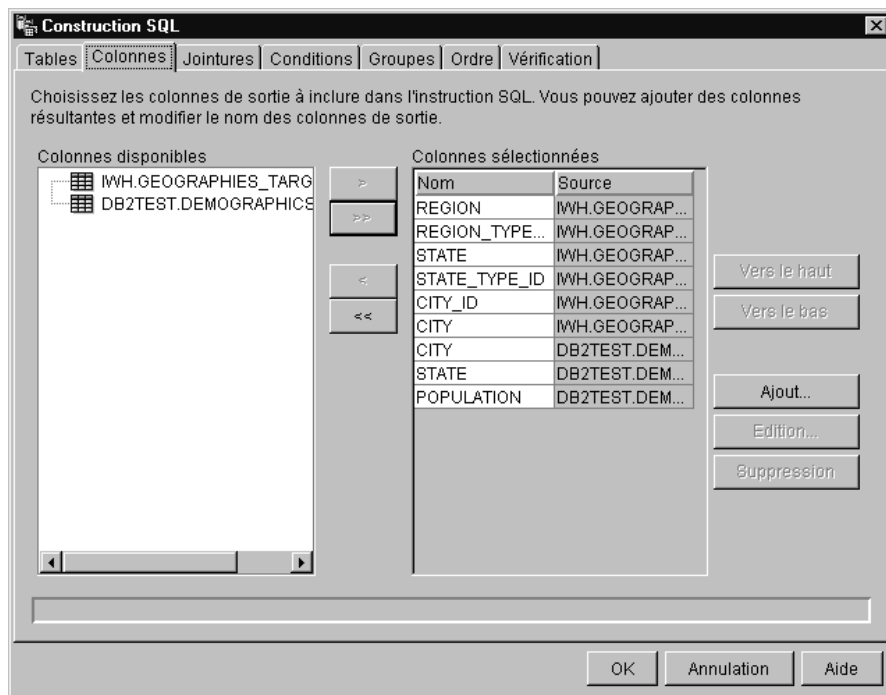 Construction SQL
Tables Colonnes Jointures Conditions Groupes Ordre Vérification
Choisissez les colonnes de sortie à inclure dans l'instruction SQL. Vous pouvez ajouter des colonnes
résultantes et modifier le nom des colonnes de sortie.
Colonnes disponibles
IWH.GEOGRAPHIES_TARG
DB2TEST.DEMOGRAPHICS
>
>>
<
<<
Colonnes sélectionnées
Nom Source
REGION IWH.GEOGRAP...
REGION_TYPE... IWH.GEOGRAP...
STATE IWH.GEOGRAP...
STATE_TYPE_ID IWH.GEOGRAP...
CITY_ID IWH.GEOGRAP...
CITY IWH.GEOGRAP...
CITY DB2TEST.DEM...
STATE DB2TEST.DEM...
POPULATION DB2TEST.DEM...
Vers le haut
Vers le bas
Ajout...
Edition...
Suppression
OK Annulation Aide